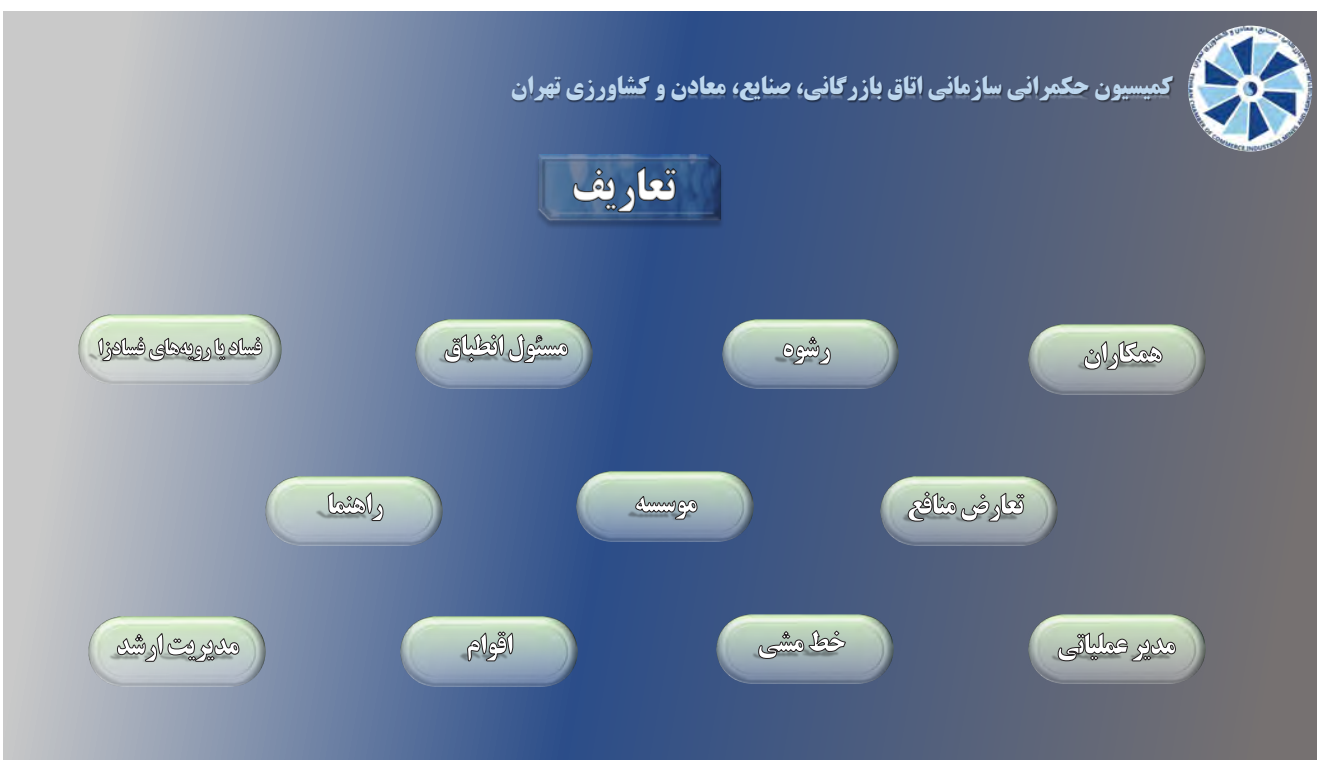 کمیسیون حکمرانی سازمانی اتاق بازرگانی، صنایع، معادن و کشاورزی تهران
تعاریف
همکاران
رشوه
مسئول انطباق
فساد یا رویه‌های فسادزا
تعارض منافع
موسسه
راهنما
مدیر عملیاتی
خط مشی
اقوام
مدیریت ارشد